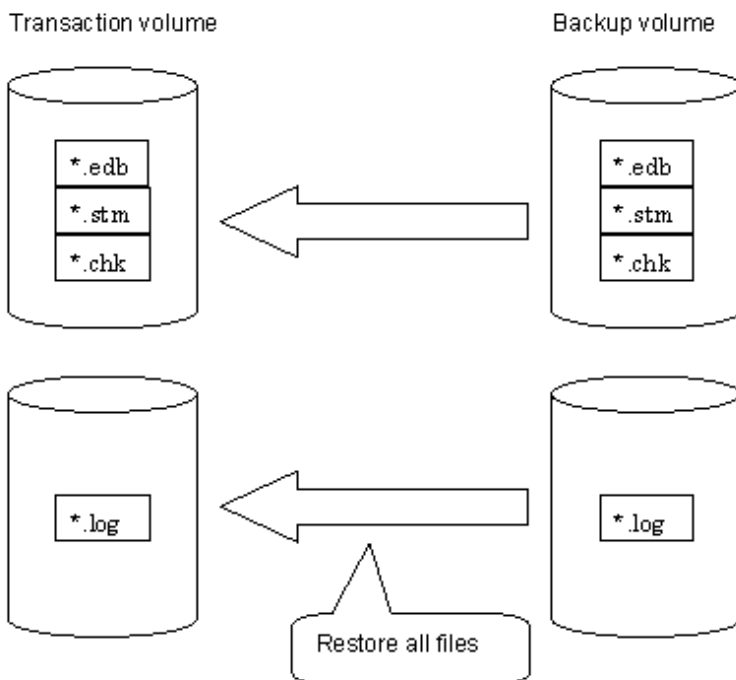 Transaction volume
Backup volume
*.edb
*.stm
*.chk
*.edb
*.stm
*.chk
*.log
*.log
Restore all files